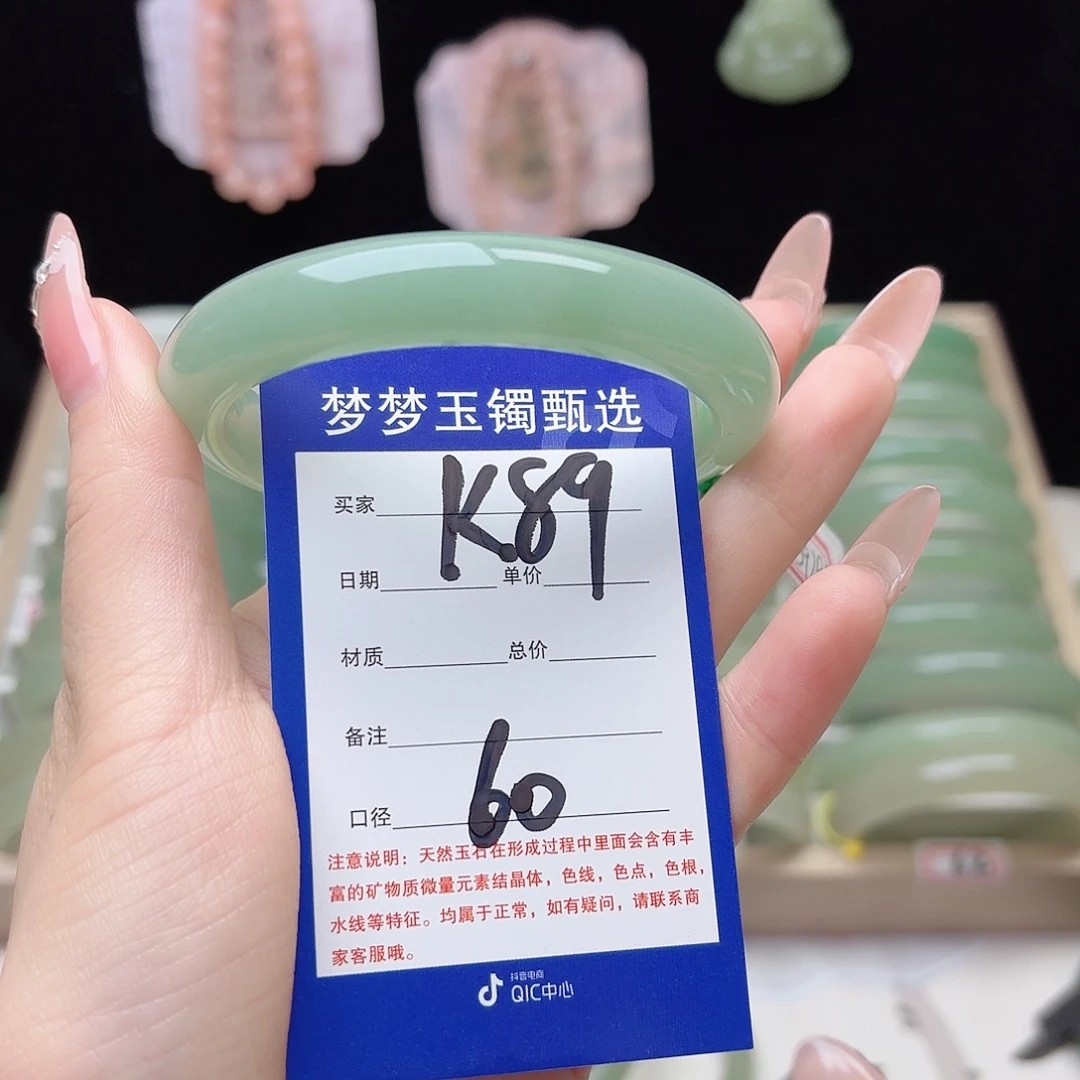 梦梦玉镯甄选
买家
K.89
日期 单价
材质 总价
备注
口径 60
注意说明：天然玉石在形成过程中里面会含有丰
富的矿物质微量元素结晶体，色线，色点，色根，
水线等特征。均属于正常，如有疑问，请联系商
家客服哦。
抖音电商
QIC中心